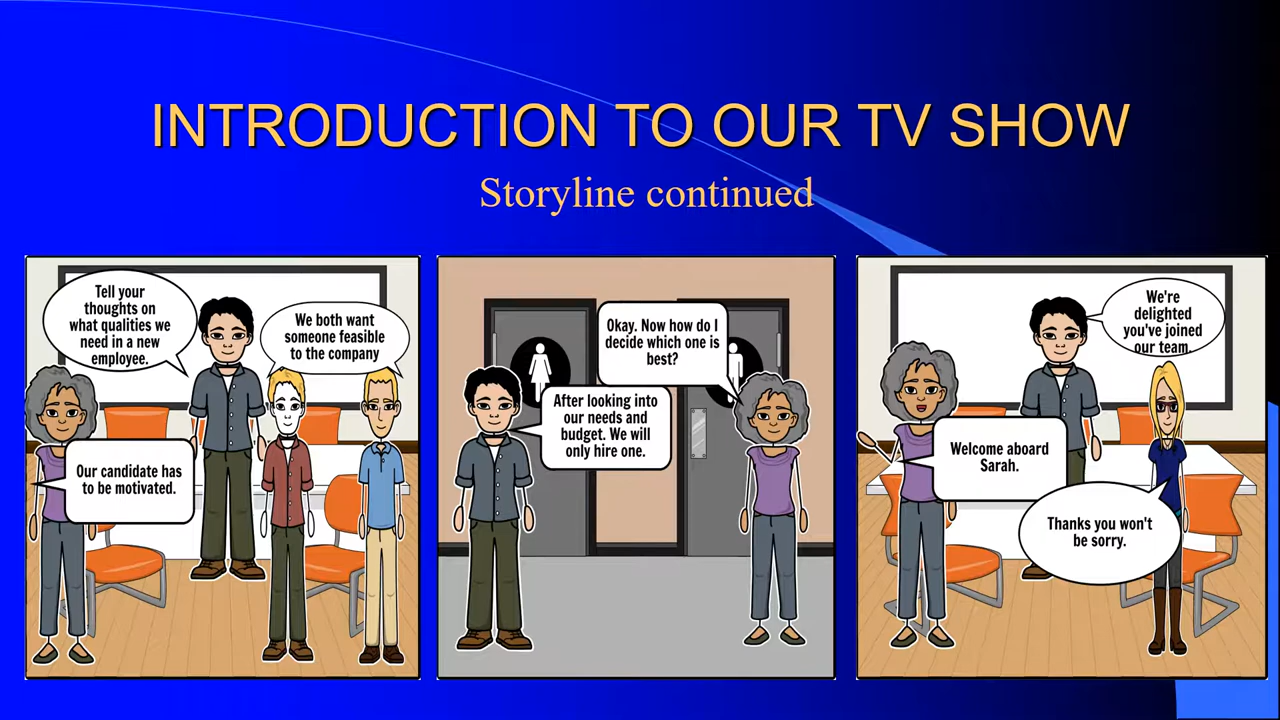 INTRODUCTION TO OUR TV SHOW
Storyline continued
Tell your
thoughts on
what qualities we
need in a new
employee.
We both want
someone feasible
to the company
Our candidate has
to be motivated.
Okay. Now how do I
decide which one is
best?
After looking into
our needs and
budget. We will
only hire one.
We're
delighted
you've joined
our team.
Welcome aboard
Sarah.
Thanks you won't
be sorry.